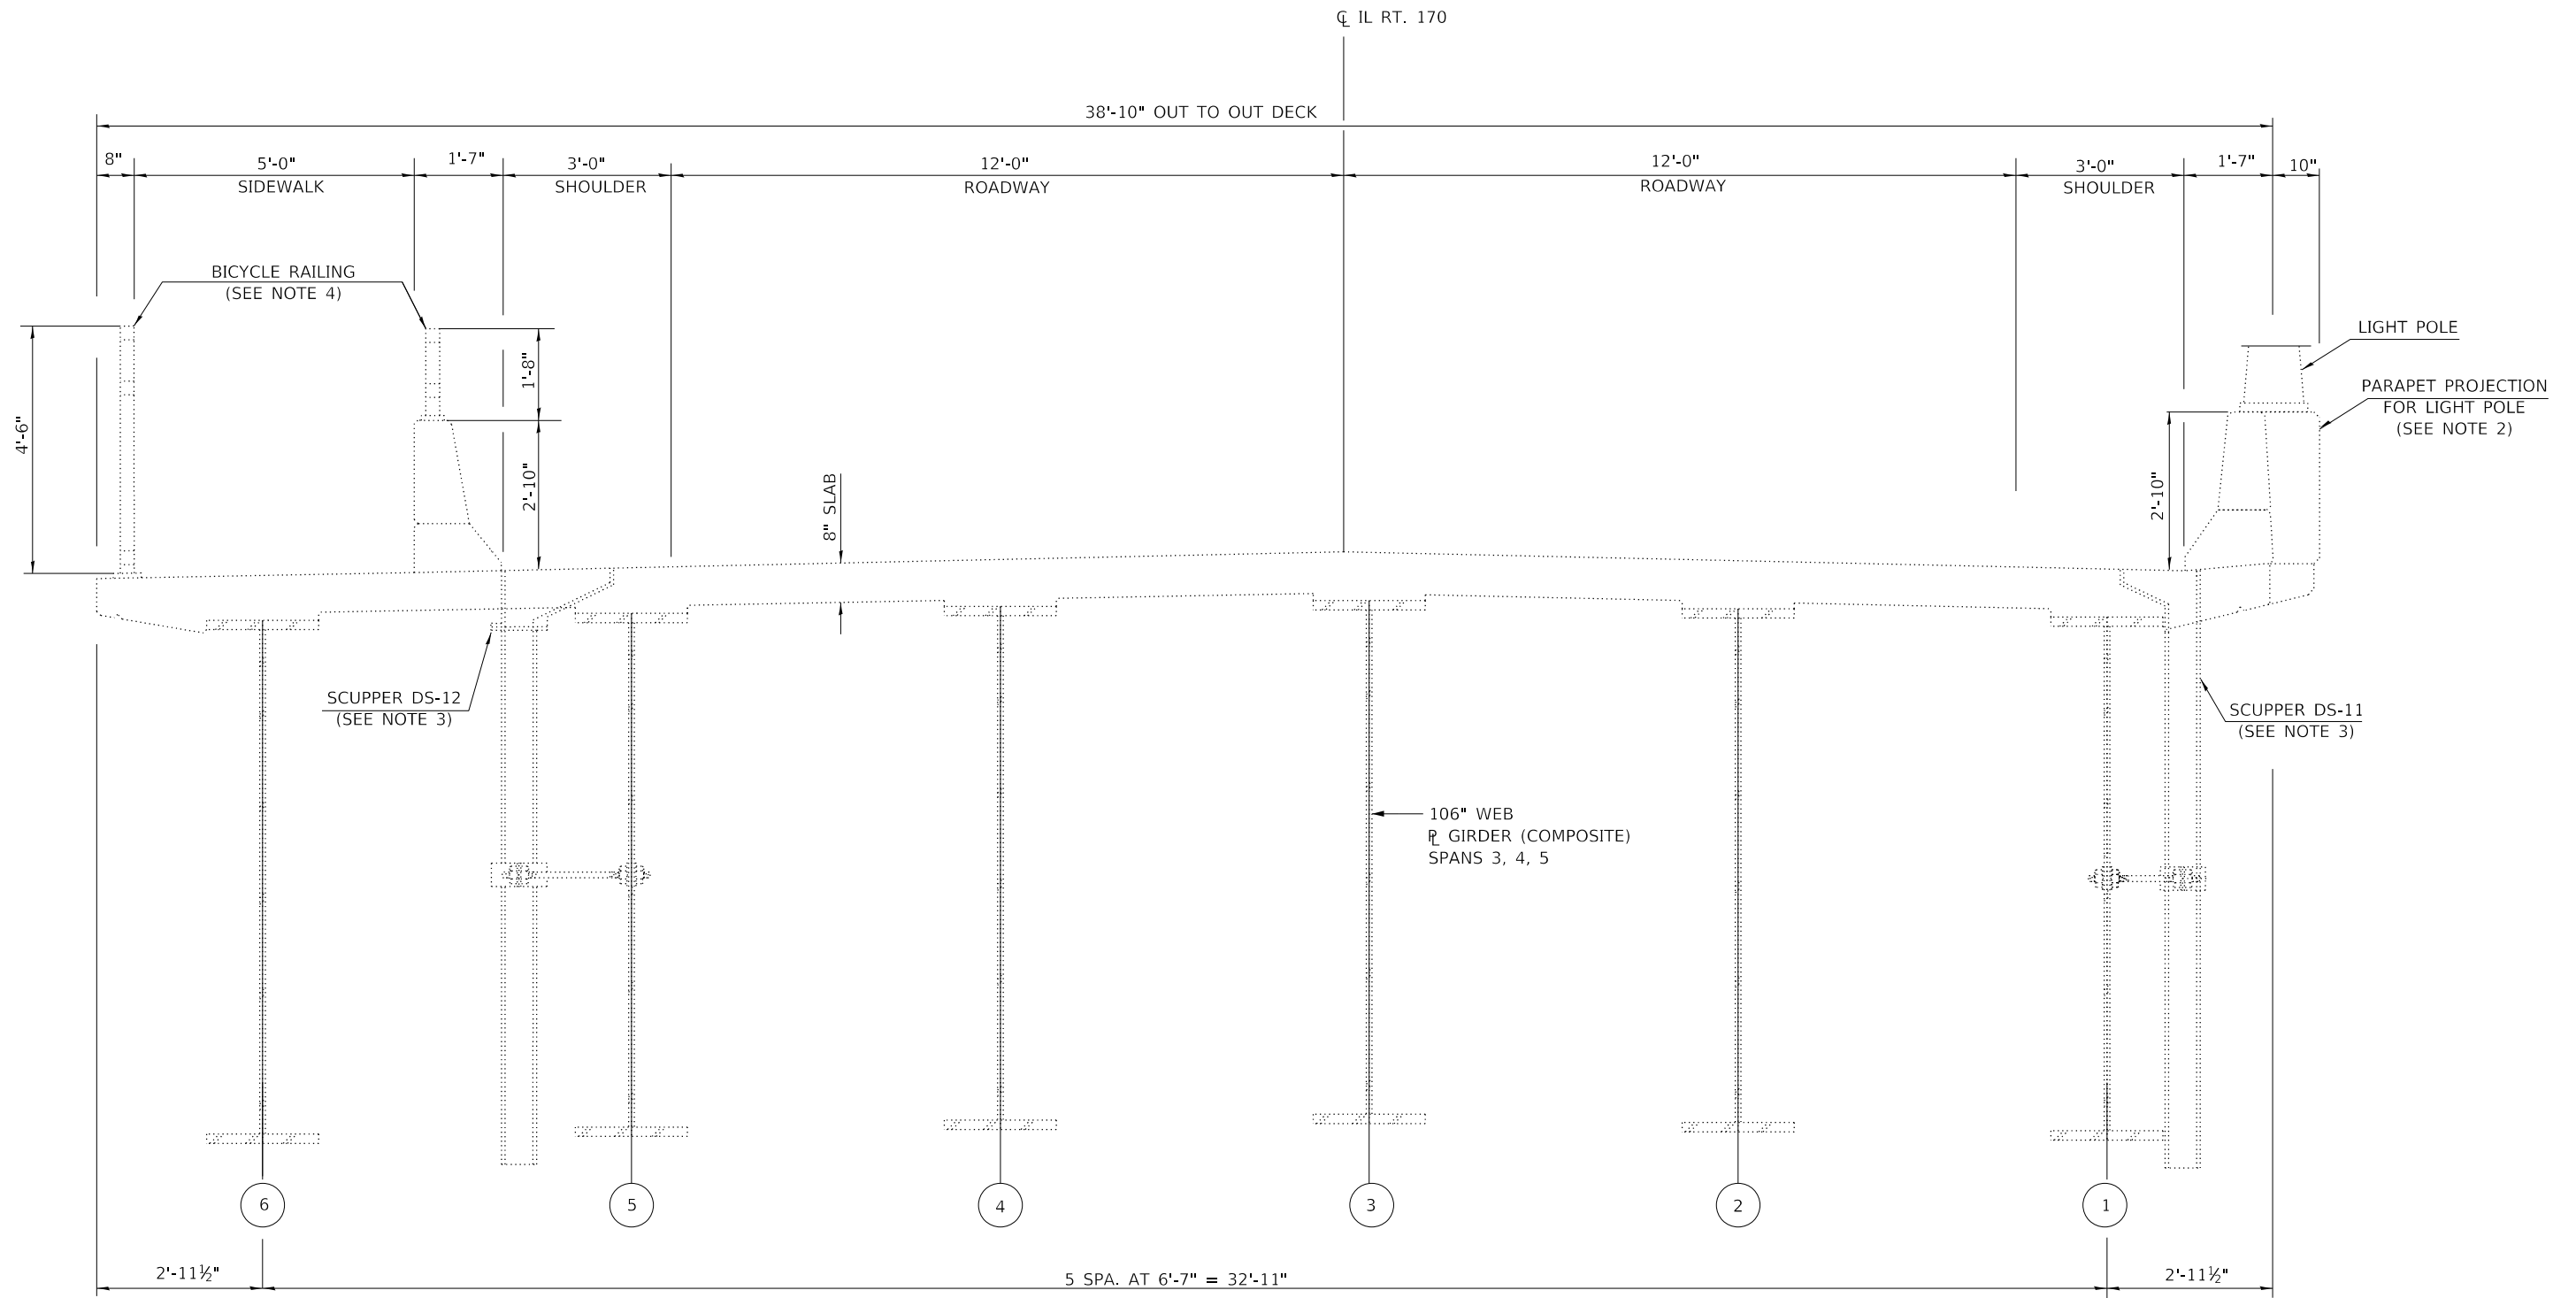 ℄ IL RT. 170
38'-10" OUT TO OUT DECK
8"
5'-0"
SIDEWALK
1'-7"
3'-0"
SHOULDER
12'-0"
ROADWAY
12'-0"
ROADWAY
3'-0"
SHOULDER
1'-7"
10"
BICYCLE RAILING
(SEE NOTE 4)
LIGHT POLE
PARAPET PROJECTION
FOR LIGHT POLE
(SEE NOTE 2)
4'-6"
1'-8"
2'-10"
8" SLAB
2'-10"
SCUPPER DS-12
(SEE NOTE 3)
SCUPPER DS-11
(SEE NOTE 3)
106" WEB
PL GIRDER (COMPOSITE)
SPANS 3, 4, 5
6
5
4
3
2
1
2'-11½"
5 SPA. AT 6'-7" = 32'-11"
2'-11½"